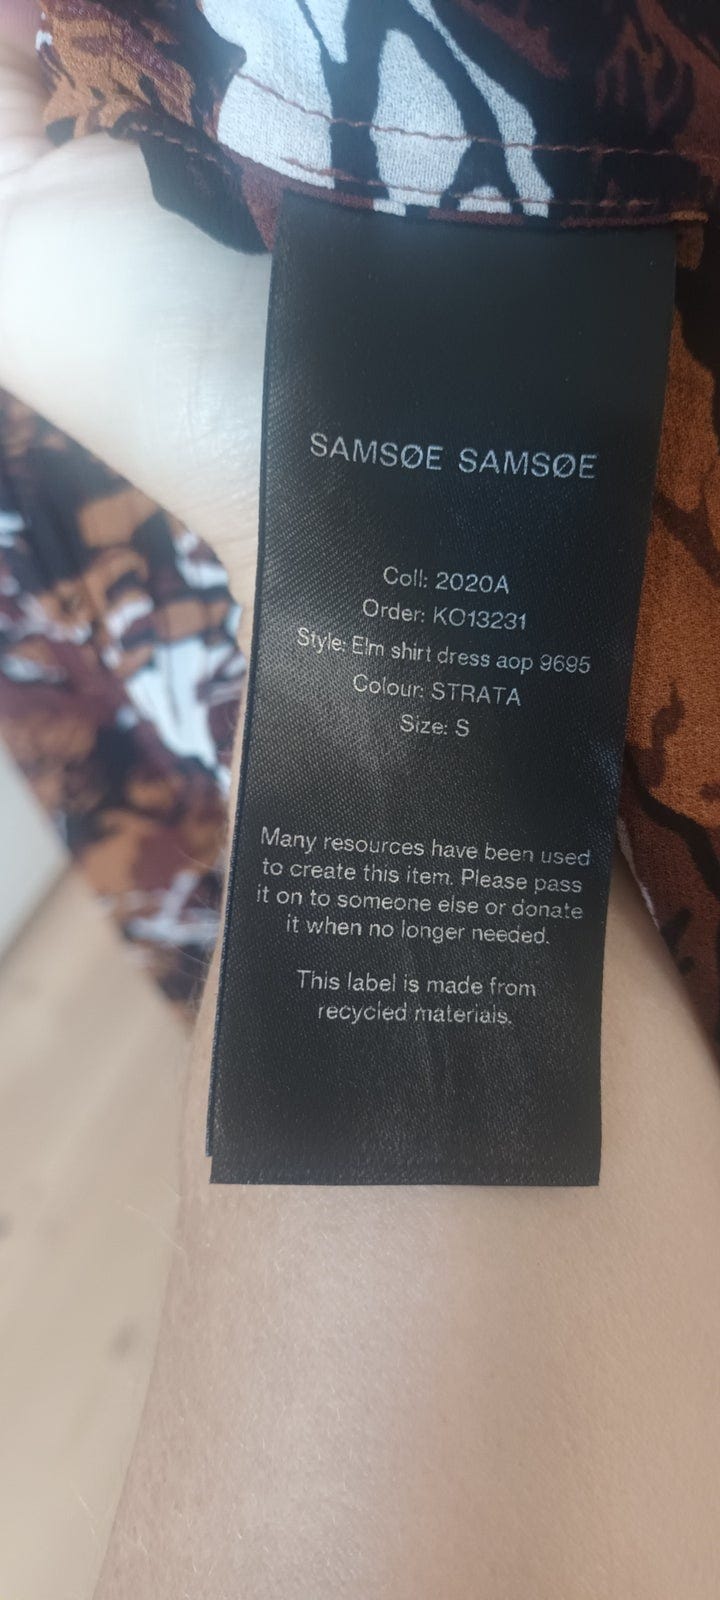 SAMSØE SAMSØE
Coll: 2020A
Order: KO13231
Style: Elm shirt dress aop 9695
Colour: STRATA
Size: S
Many resources have been used
to create this item. Please pass
it on to someone else or donate
it when no longer needed.
This label is made from
recycled materials.